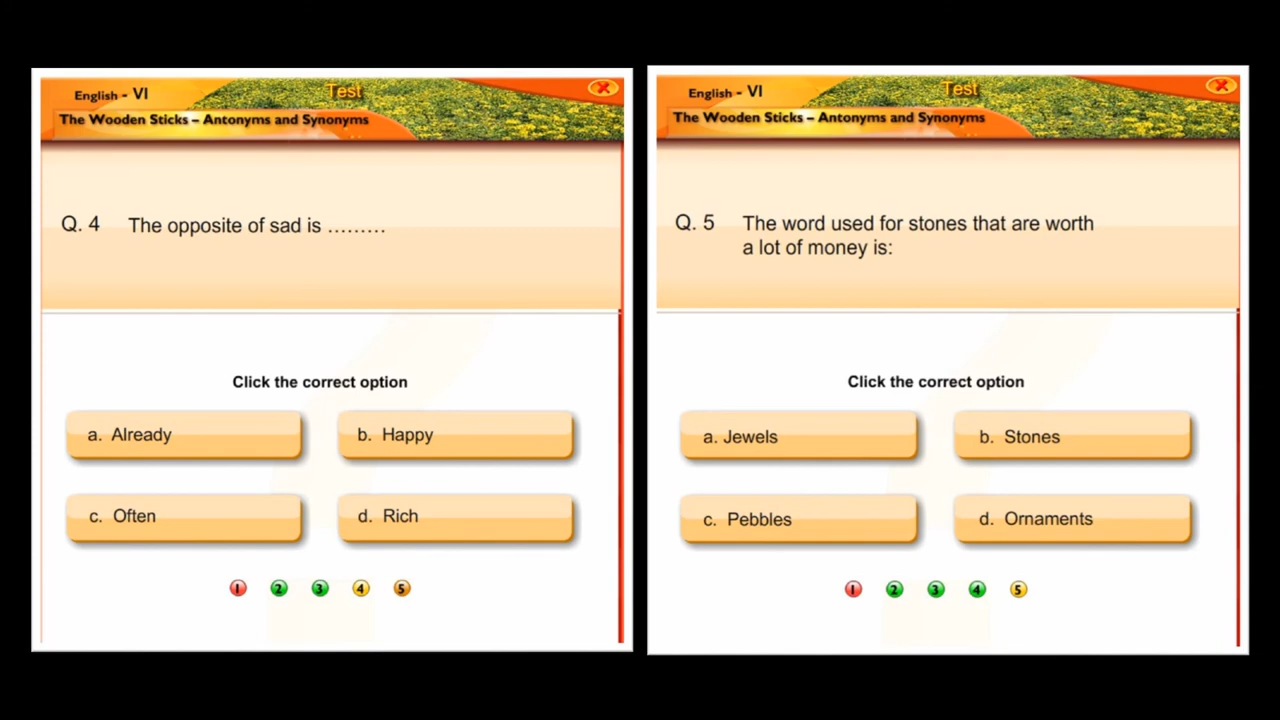 English - VI
Test
The Wooden Sticks – Antonyms and Synonyms
Q. 4 The opposite of sad is .........
Click the correct option
a. Already
b. Happy
c. Often
d. Rich
1 2 3 4 5
English - VI
Test
The Wooden Sticks – Antonyms and Synonyms
Q. 5 The word used for stones that are worth
a lot of money is:
Click the correct option
a. Jewels
b. Stones
c. Pebbles
d. Ornaments
1 2 3 4 5